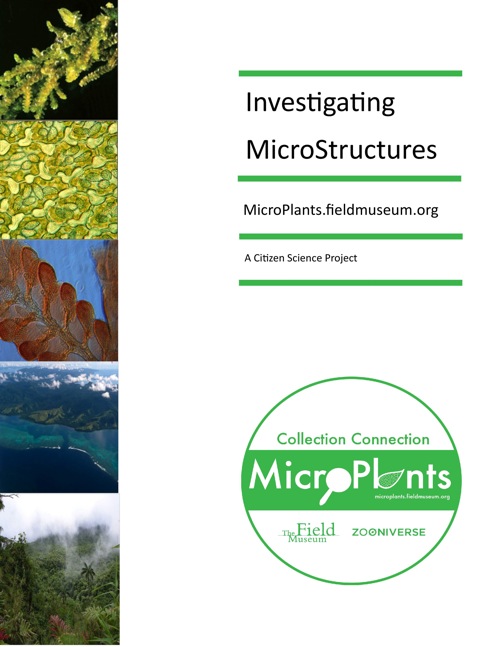 Investigating
MicroStructures
MicroPlants.fieldmuseum.org
A Citizen Science Project
Collection Connection
MicroPlants
microplants.fieldmuseum.org
The Field
Museum
ZOONIVERSE